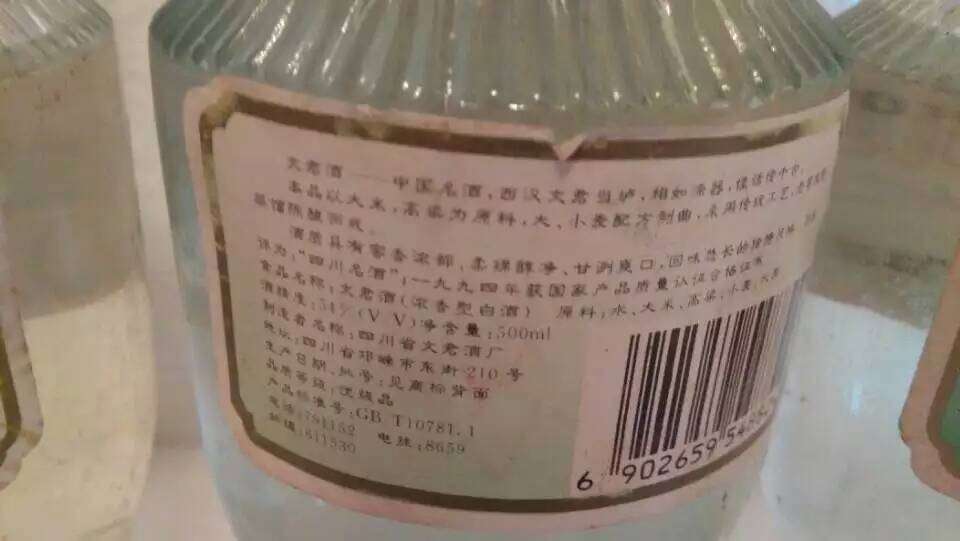 文君酒——中国名酒，西汉文君当垆，相如涤器，佳话传千古。
本品以大米，高粱为原料，大、小麦配方制曲，采用传统工艺，
酒质具有窖香浓郁，柔绵醇净、甘洌爽口，回味悠长的独特风格
评为：“四川名酒”；一九九四年获国家产品质量认证合格证书
食品名称：文君酒（浓香型白酒） 原料：水、大米、高粱、小麦、大麦
酒精度：54%（V V）净含量：500ml
制造者名称：四川省文君酒厂
地址：四川省邛崃市东街210号
生产日期、批号：见商标背面
品质等级：优级品
产品标准号：GB T10781.1
电话：791152 电挂：8659
邮编：611530
6 902659 54